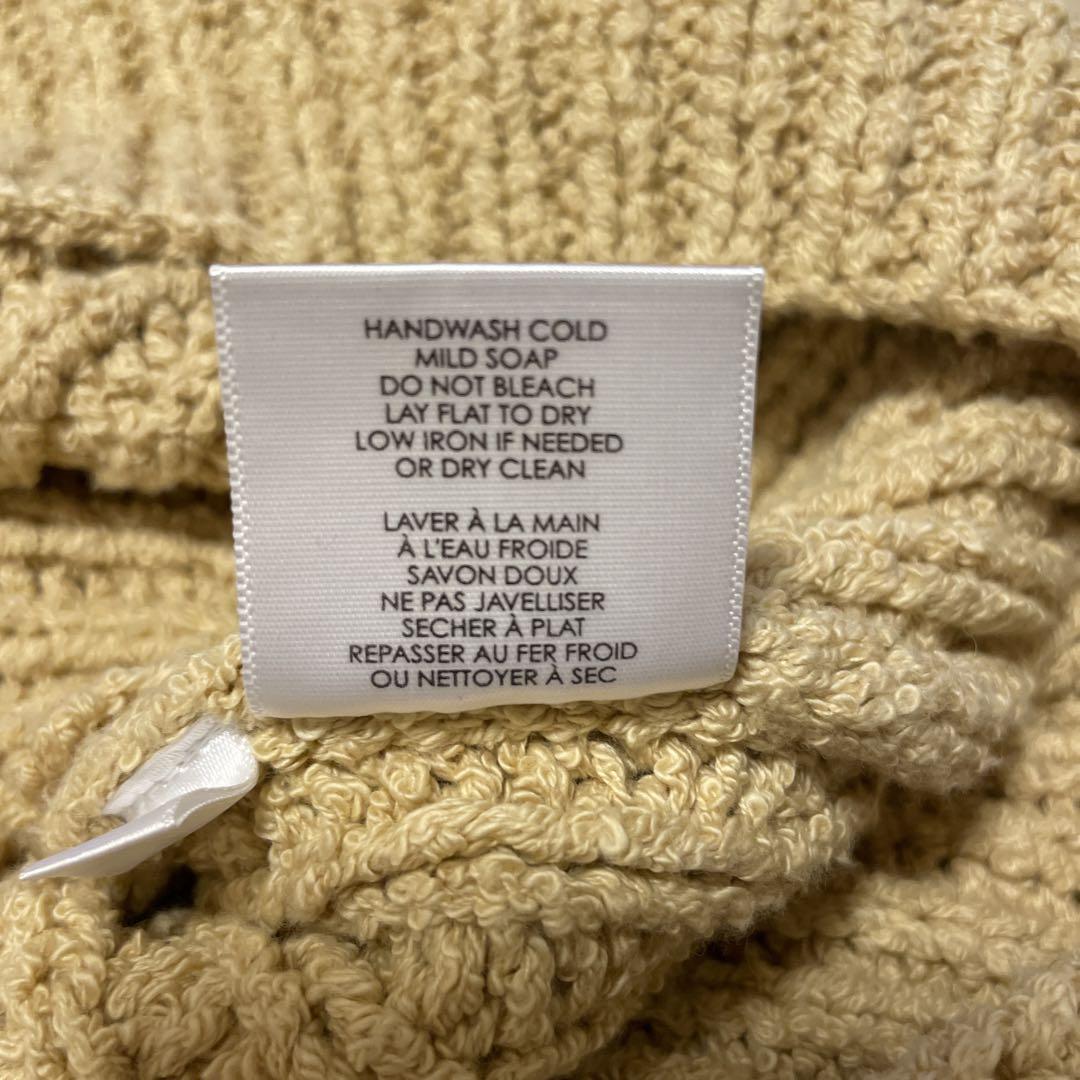 HANDWASH COLD
MILD SOAP
DO NOT BLEACH
LAY FLAT TO DRY
LOW IRON IF NEEDED
OR DRY CLEAN
LAVER À LA MAIN
À L'EAU FROIDE
SAVON DOUX
NE PAS JAVELLISER
SECHER À PLAT
REPASSER AU FER FROID
OU NETTOYER À SEC